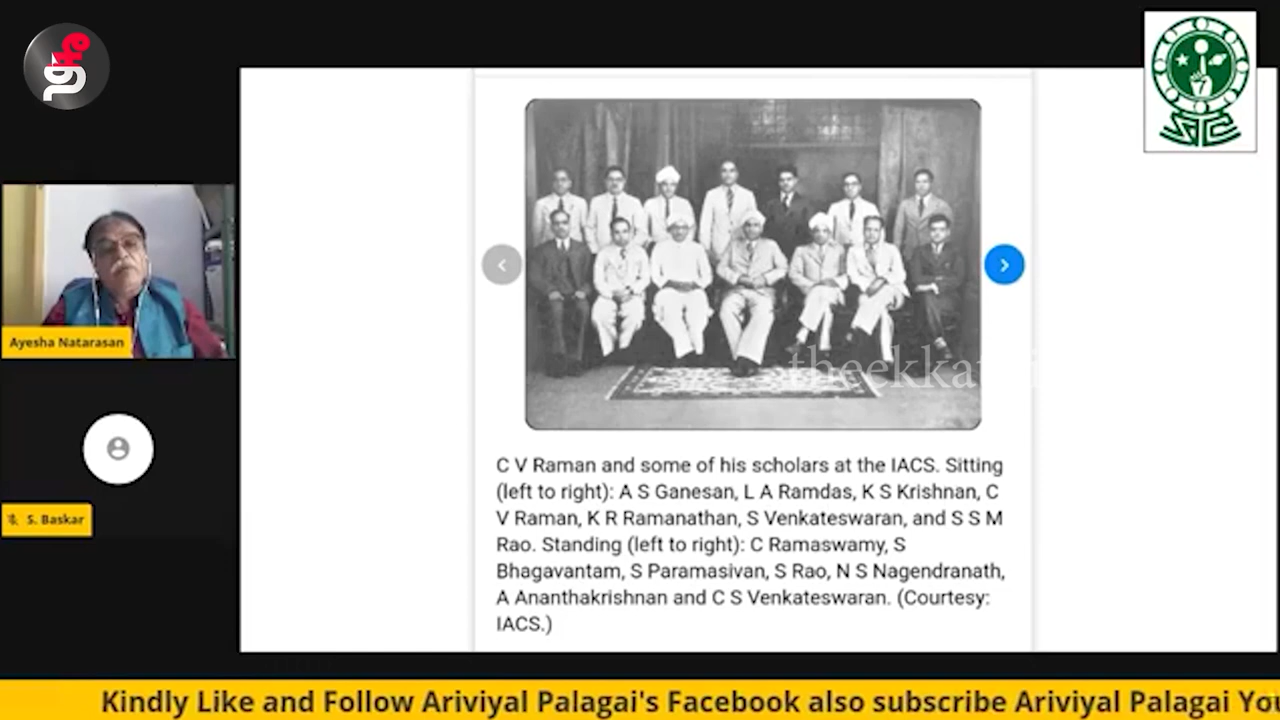 தீ
Ayesha Natarasan
S. Baskar
C V Raman and some of his scholars at the IACS. Sitting
(left to right): A S Ganesan, L A Ramdas, K S Krishnan, C
V Raman, K R Ramanathan, S Venkateswaran, and S S M
Rao. Standing (left to right): C Ramaswamy, S
Bhagavantam, S Paramasivan, S Rao, N S Nagendranath,
A Ananthakrishnan and C S Venkateswaran. (Courtesy:
IACS.)
Kindly Like and Follow Ariviyal Palagai's Facebook also subscribe Ariviyal Palagai